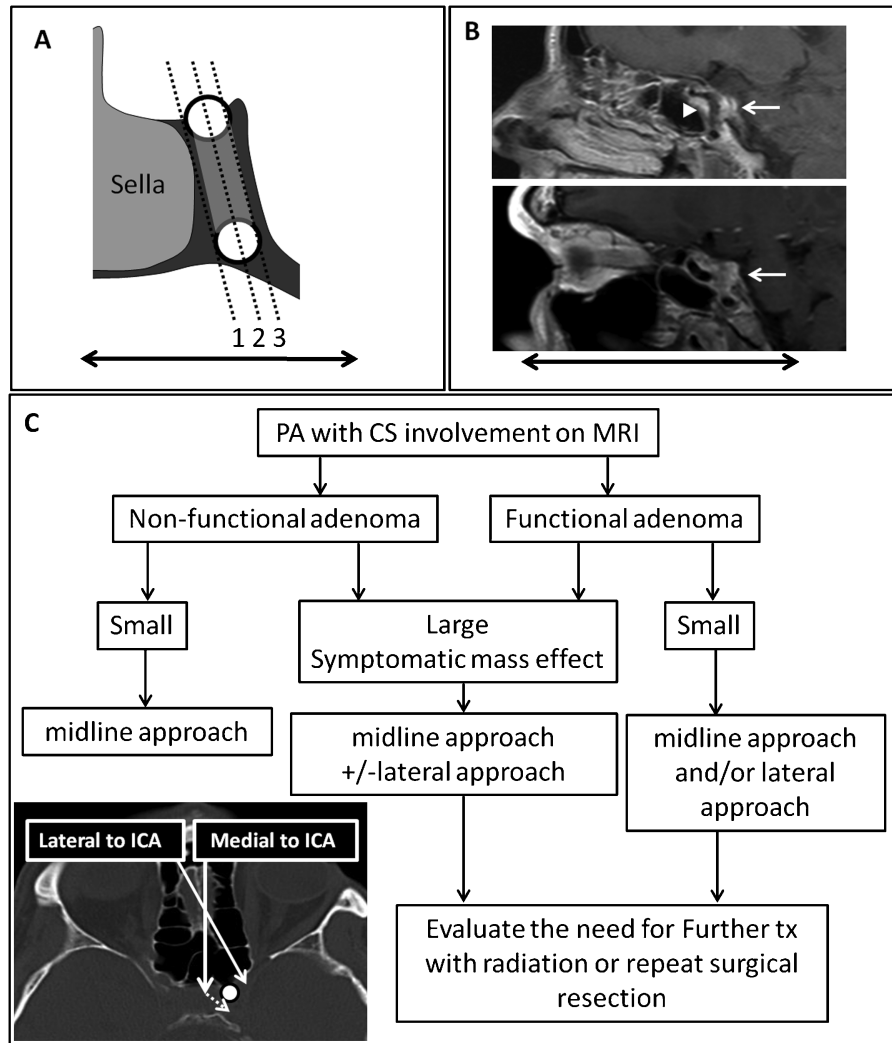 A
Sella
1 2 3
B
C
PA with CS involvement on MRI
Non-functional adenoma
Functional adenoma
Small
Large
Symptomatic mass effect
Small
midline approach
midline approach
+/-lateral approach
midline approach
and/or lateral
approach
Lateral to ICA
Medial to ICA
Evaluate the need for Further tx
with radiation or repeat surgical
resection